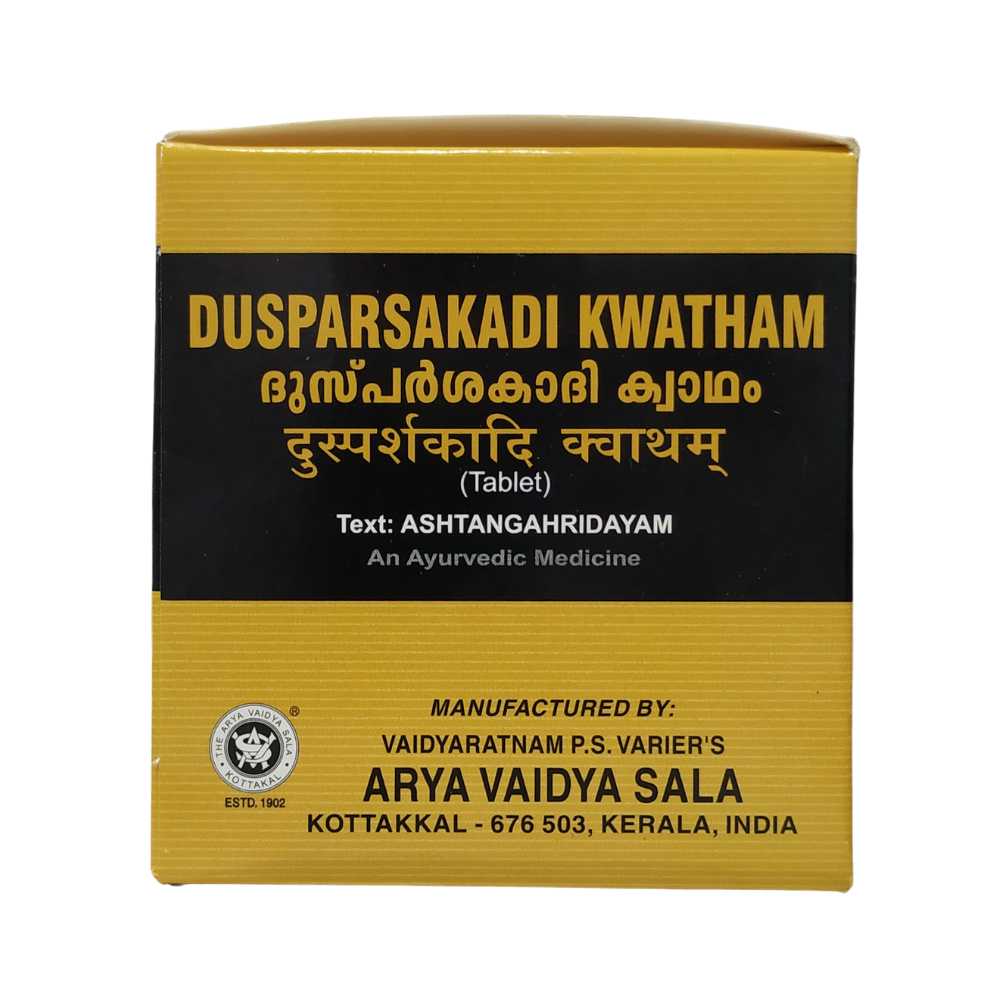 DUSPARSAKADI KWATHAM
ദുസ്പർശകാദി ക്വാഥം
दुस्पर्शकादि क्वाथम्
(Tablet)
Text: ASHTANGAHRIDAYAM
An Ayurvedic Medicine
MANUFACTURED BY:
VAIDYARATNAM P.S. VARIER'S
ARYA VAIDYA SALA
KOTTAKKAL - 676 503, KERALA, INDIA
THE ARYA VAIDYA SALA
KOTTAKAL
®
ESTD. 1902